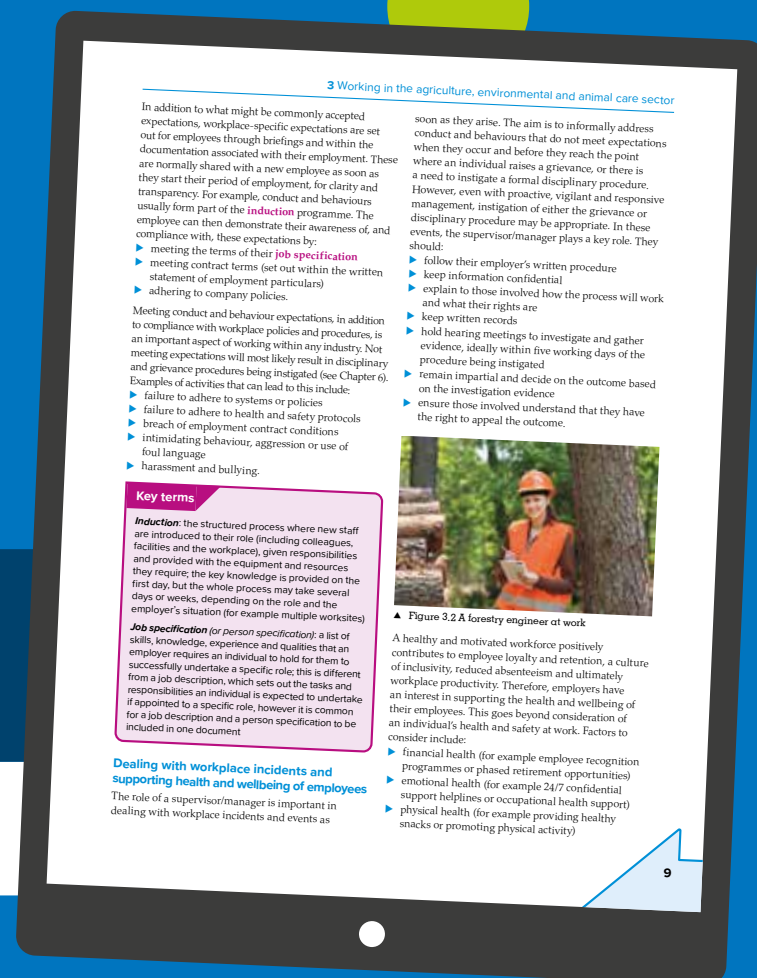 3 Working in the agriculture, environmental and animal care sector
In addition to what might be commonly accepted
expectations, workplace-specific expectations are set
out for employees through briefings and within the
documentation associated with their employment. These
are normally shared with a new employee as soon as
they start their period of employment, for clarity and
transparency. For example, conduct and behaviours
usually form part of the induction programme. The
employee can then demonstrate their awareness of, and
compliance with, these expectations by:
► meeting the terms of their job specification
► meeting contract terms (set out within the written
statement of employment particulars)
► adhering to company policies.
Meeting conduct and behaviour expectations, in addition
to compliance with workplace policies and procedures, is
an important aspect of working within any industry. Not
meeting expectations will most likely result in disciplinary
and grievance procedures being instigated (see Chapter 6).
Examples of activities that can lead to this include:
► failure to adhere to systems or policies
► failure to adhere to health and safety protocols
► breach of employment contract conditions
► intimidating behaviour, aggression or use of
foul language
► harassment and bullying.
Key terms
Induction: the structured process where new staff
are introduced to their role (including colleagues,
facilities and the workplace), given responsibilities
and provided with the equipment and resources
they require; the key knowledge is provided on the
first day, but the whole process may take several
days or weeks, depending on the role and the
employer's situation (for example multiple worksites)
Job specification (or person specification): a list of
skills, knowledge, experience and qualities that an
employer requires an individual to hold for them to
successfully undertake a specific role; this is different
from a job description, which sets out the tasks and
responsibilities an individual is expected to undertake
if appointed to a specific role, however it is common
for a job description and a person specification to be
included in one document
Dealing with workplace incidents and
supporting health and wellbeing of employees
The role of a supervisor/manager is important in
dealing with workplace incidents and events as
soon as they arise. The aim is to informally address
conduct and behaviours that do not meet expectations
when they occur and before they reach the point
where an individual raises a grievance, or there is
a need to instigate a formal disciplinary procedure.
However, even with proactive, vigilant and responsive
management, instigation of either the grievance or
disciplinary procedure may be appropriate. In these
events, the supervisor/manager plays a key role. They
should:
► follow their employer's written procedure
► keep information confidential
► explain to those involved how the process will work
and what their rights are
► keep written records
► hold hearing meetings to investigate and gather
evidence, ideally within five working days of the
procedure being instigated
► remain impartial and decide on the outcome based
on the investigation evidence
► ensure those involved understand that they have
the right to appeal the outcome.
▲ Figure 3.2 A forestry engineer at work
A healthy and motivated workforce positively
contributes to employee loyalty and retention, a culture
of inclusivity, reduced absenteeism and ultimately
workplace productivity. Therefore, employers have
an interest in supporting the health and wellbeing of
their employees. This goes beyond consideration of
an individual's health and safety at work. Factors to
consider include:
► financial health (for example employee recognition
programmes or phased retirement opportunities)
► emotional health (for example 24/7 confidential
support helplines or occupational health support)
► physical health (for example providing healthy
snacks or promoting physical activity)
9